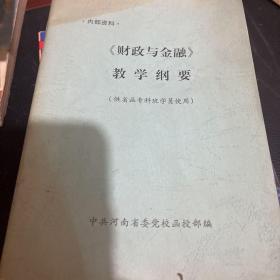 ·内部资料·
《财政与金融》
教学纲要
(供省函专科班学员使用)
中共河南省委党校函授部编